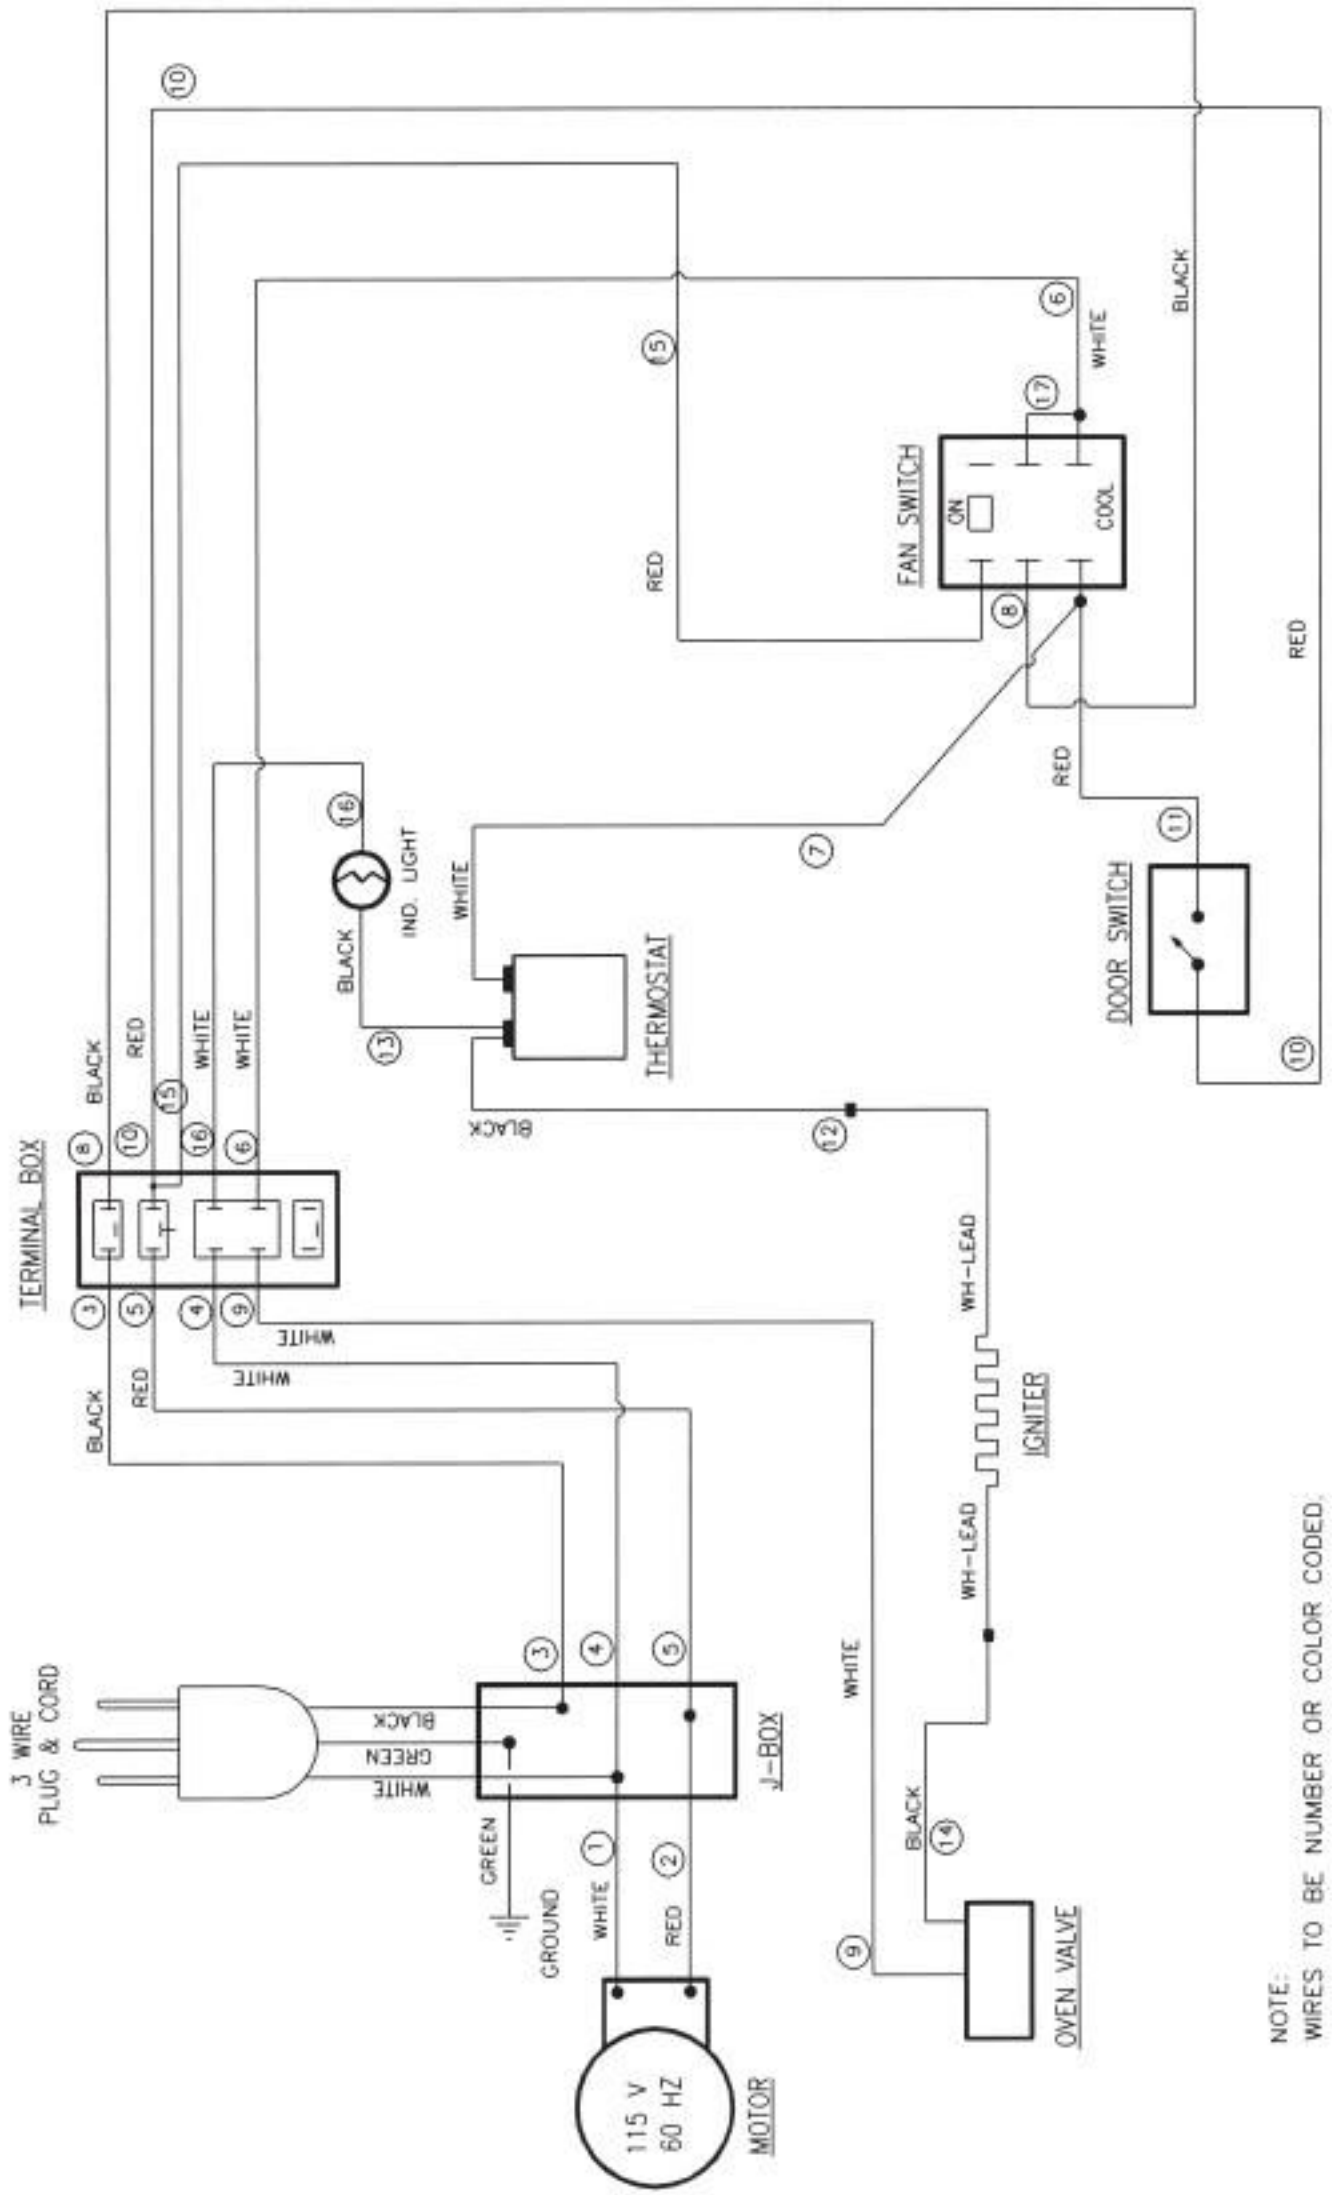 3 WIRE
PLUG & CORD
TERMINAL BOX
BLACK
GREEN
WHITE
GREEN
GROUND
J-BOX
3
4
5
1
WHITE
2
RED
115 V
60 HZ
MOTOR
BLACK
RED
WHITE
WHITE
3
5
4
9
8
10
15
16
6
BLACK
RED
WHITE
WHITE
10
16
IND. LIGHT
BLACK
13
WHITE
THERMOSTAT
BLACK
12
7
15
RED
FAN SWITCH
ON
COOL
8
17
6
WHITE
BLACK
RED
11
DOOR SWITCH
10
RED
WH-LEAD
IGNITER
WH-LEAD
WHITE
9
BLACK
14
OVEN VALVE
NOTE:
WIRES TO BE NUMBER OR COLOR CODED.